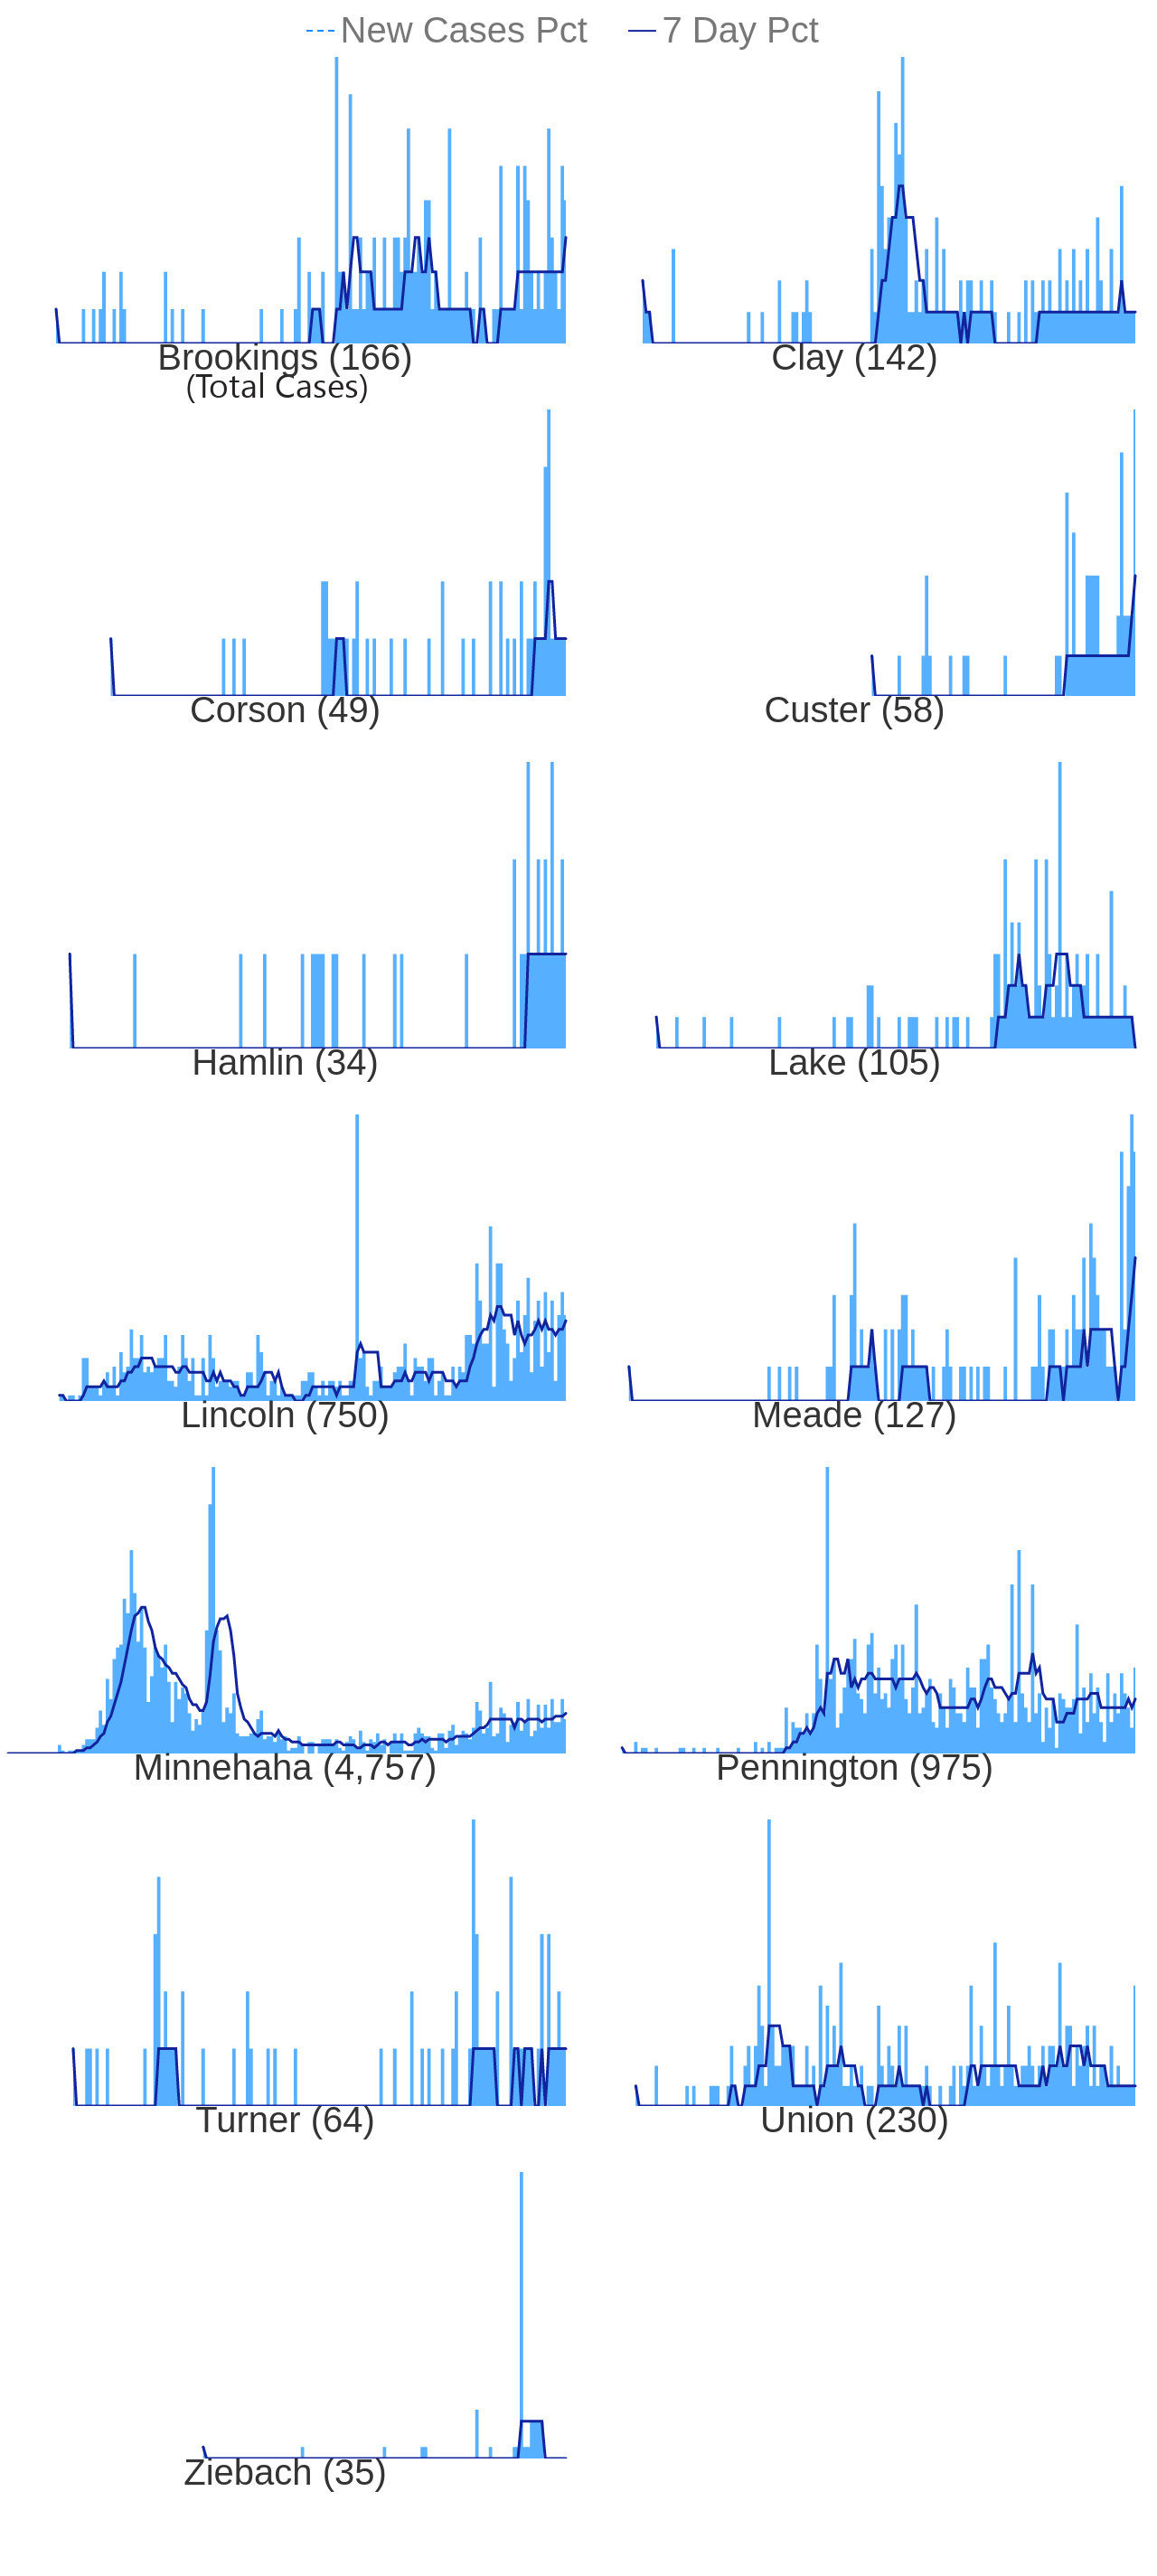 New Cases Pct 7 Day Pct
Brookings (166) Clay (142)
(Total Cases)
Corson (49) Custer (58)
Hamlin (34) Lake (105)
Lincoln (750) Meade (127)
Minnehaha (4,757) Pennington (975)
Turner (64) Union (230)
Ziebach (35)